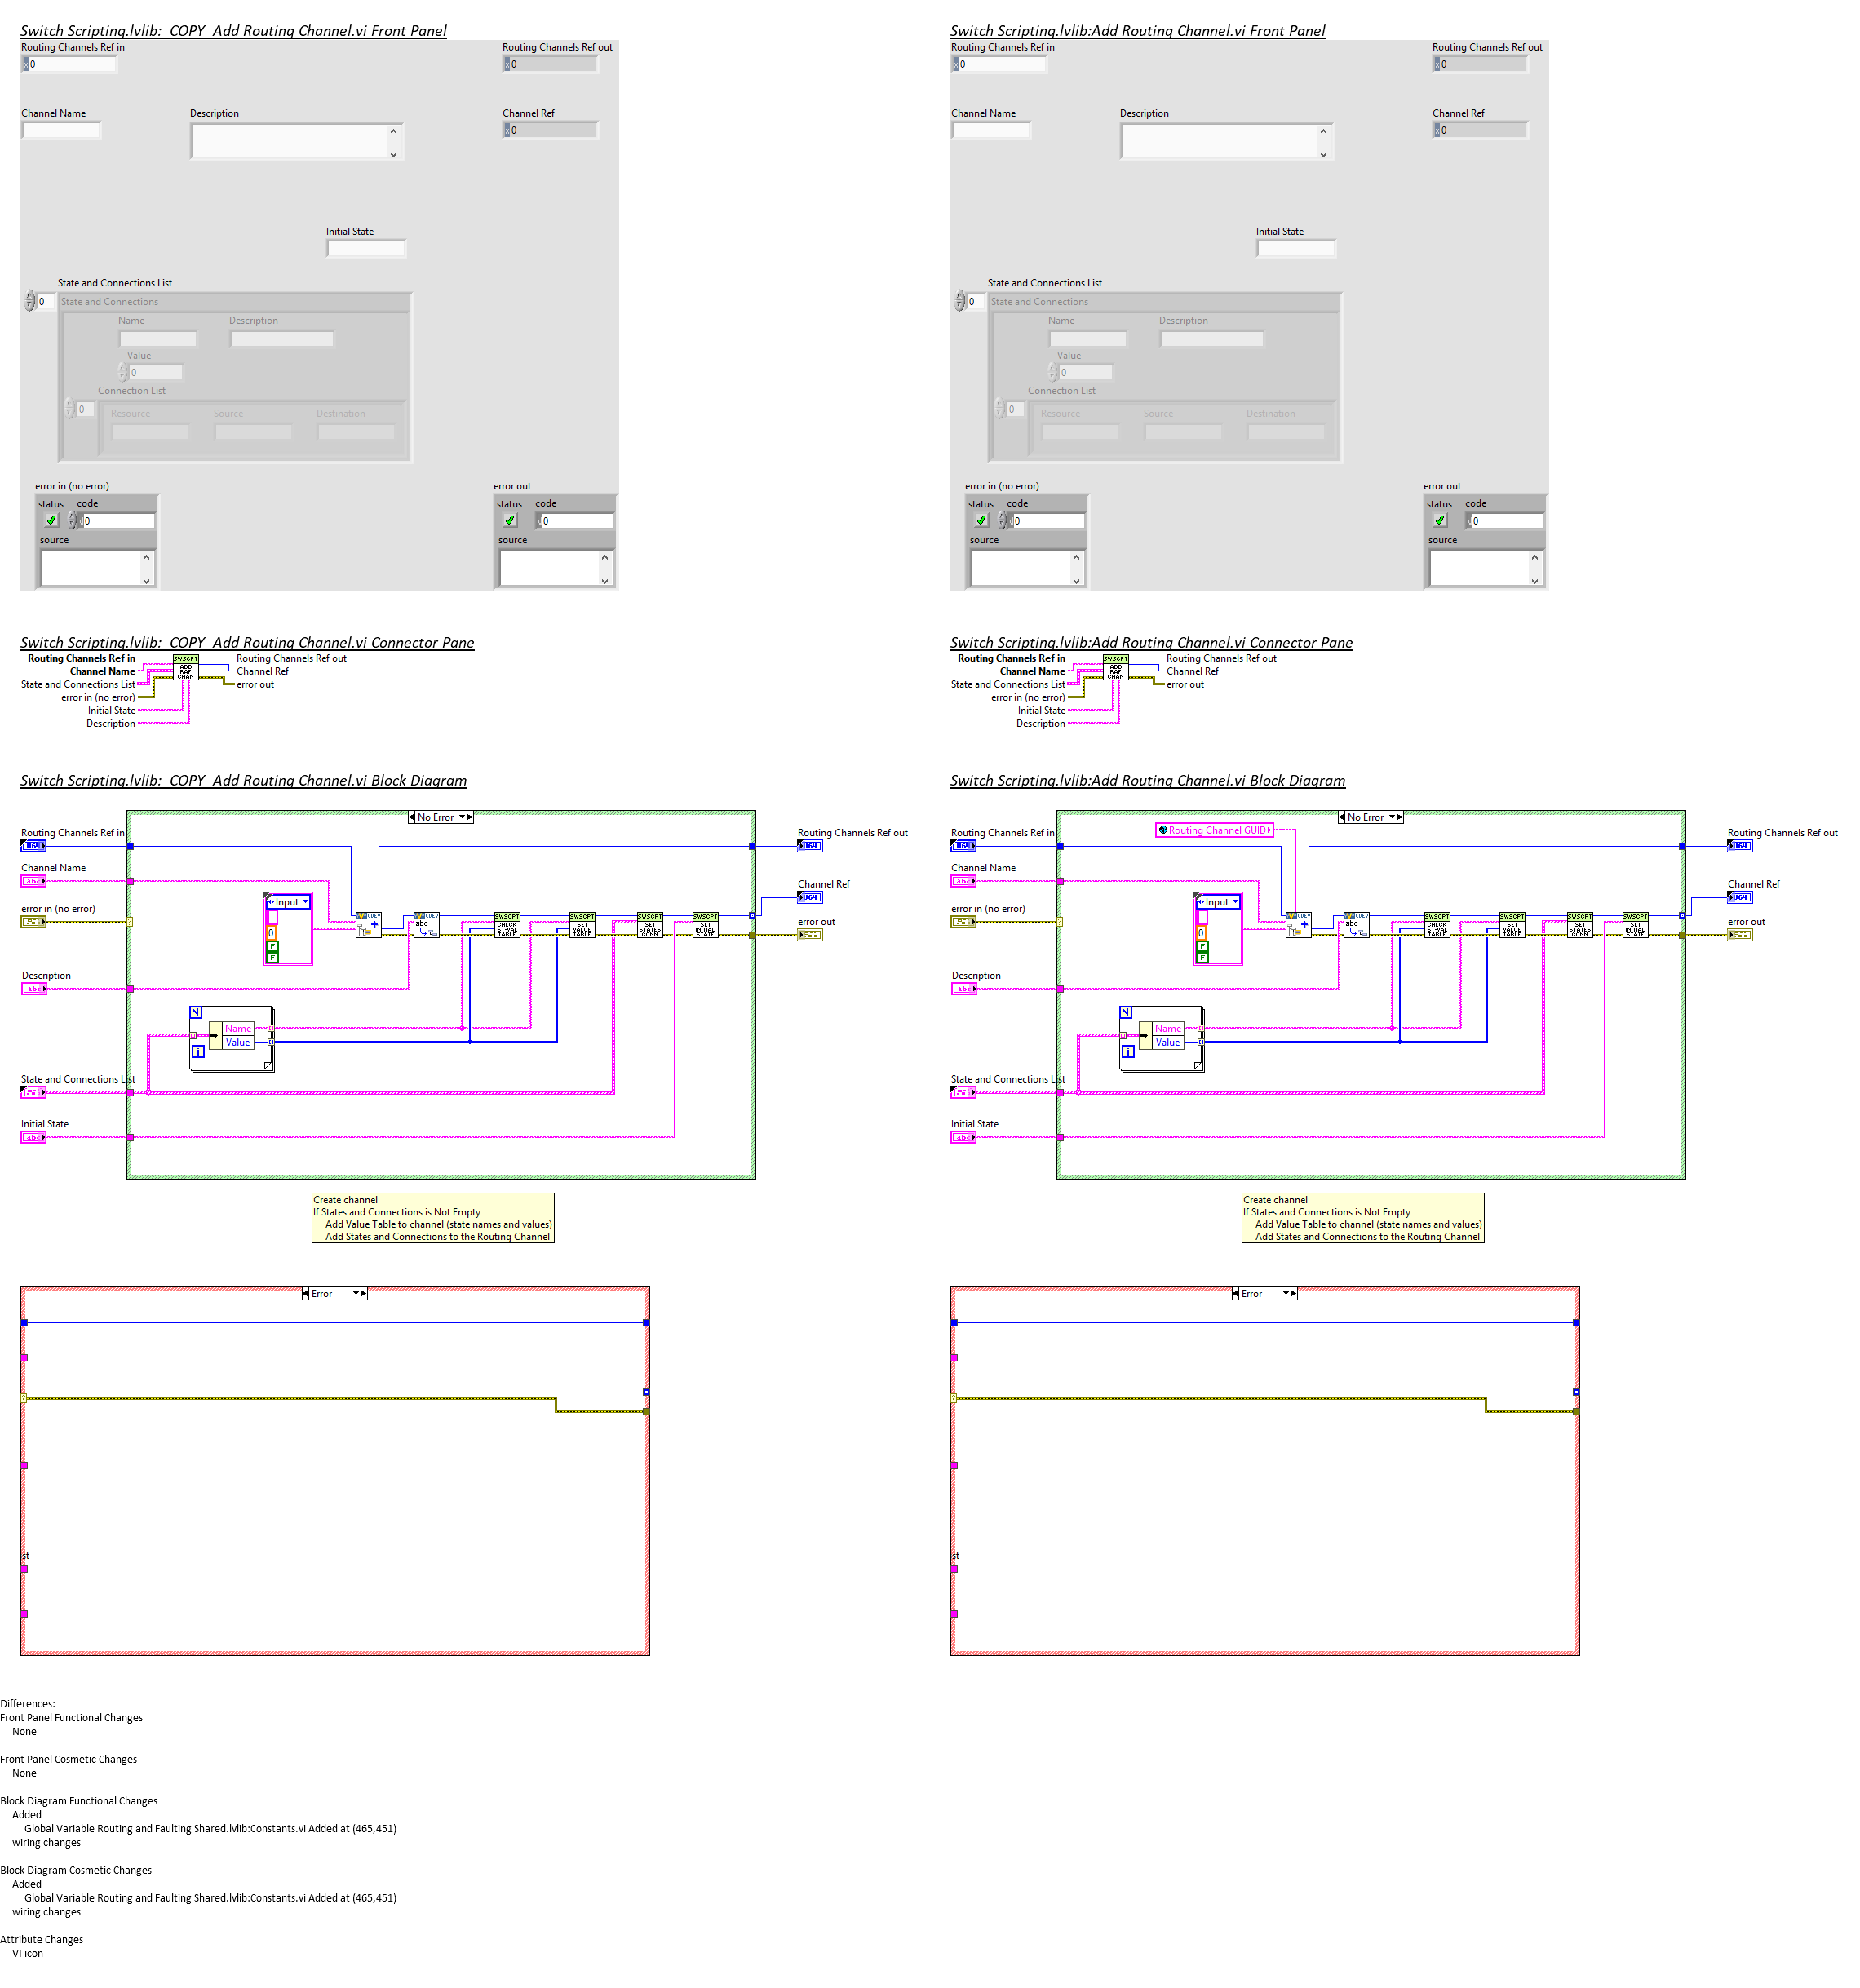 Switch Scripting.lvlib:  COPY  Add Routing Channel.vi Front Panel
Routing Channels Ref in
Routing Channels Ref out
x 0
x 0
Channel Name
Description
Channel Ref
x 0
Initial State
State and Connections List
0
State and Connections
Name
Description
Value
0
Connection List
0
Resource
Source
Destination
error in (no error)
status
code
d 0
source
error out
status
code
d 0
source
Switch Scripting.lvlib:Add Routing Channel.vi Front Panel
Routing Channels Ref in
Routing Channels Ref out
x 0
x 0
Channel Name
Description
Channel Ref
x 0
Initial State
State and Connections List
0
State and Connections
Name
Description
Value
0
Connection List
0
Resource
Source
Destination
error in (no error)
status
code
d 0
source
error out
status
code
d 0
source
Switch Scripting.lvlib:  COPY  Add Routing Channel.vi Connector Pane
Routing Channels Ref in
Channel Name
State and Connections List
error in (no error)
Initial State
Description
SWSCPT
ADD
RAF
CHAN
Routing Channels Ref out
Channel Ref
error out
Switch Scripting.lvlib:Add Routing Channel.vi Connector Pane
Routing Channels Ref in
Channel Name
State and Connections List
error in (no error)
Initial State
Description
SWSCPT
ADD
RAF
CHAN
Routing Channels Ref out
Channel Ref
error out
Switch Scripting.lvlib:  COPY  Add Routing Channel.vi Block Diagram
No Error
Routing Channels Ref in
U64
Channel Name
abc
error in (no error)
Description
abc
State and Connections List
Initial State
abc
Input
0
F
F
N
i
Name
Value
CDEV
CDEV
abc
SWSCPT
CHECK
ST-VAL
TABLE
SWSCPT
SET
VALUE
TABLE
SWSCPT
SET
STATES
CONN
SWSCPT
SET
INITIAL
STATE
Routing Channels Ref out
U64
Channel Ref
U64
error out
Create channel
If States and Connections is Not Empty
Add Value Table to channel (state names and values)
Add States and Connections to the Routing Channel
Error
st
Switch Scripting.lvlib:Add Routing Channel.vi Block Diagram
No Error
Routing Channel GUID
Routing Channels Ref in
U64
Channel Name
abc
error in (no error)
Description
abc
State and Connections List
Initial State
abc
Input
0
F
F
N
i
Name
Value
CDEV
CDEV
abc
SWSCPT
CHECK
ST-VAL
TABLE
SWSCPT
SET
VALUE
TABLE
SWSCPT
SET
STATES
CONN
SWSCPT
SET
INITIAL
STATE
Routing Channels Ref out
U64
Channel Ref
U64
error out
Create channel
If States and Connections is Not Empty
Add Value Table to channel (state names and values)
Add States and Connections to the Routing Channel
Error
st
Differences:
Front Panel Functional Changes
None
Front Panel Cosmetic Changes
None
Block Diagram Functional Changes
Added
Global Variable Routing and Faulting Shared.lvlib:Constants.vi Added at (465,451)
wiring changes
Block Diagram Cosmetic Changes
Added
Global Variable Routing and Faulting Shared.lvlib:Constants.vi Added at (465,451)
wiring changes
Attribute Changes
VI icon